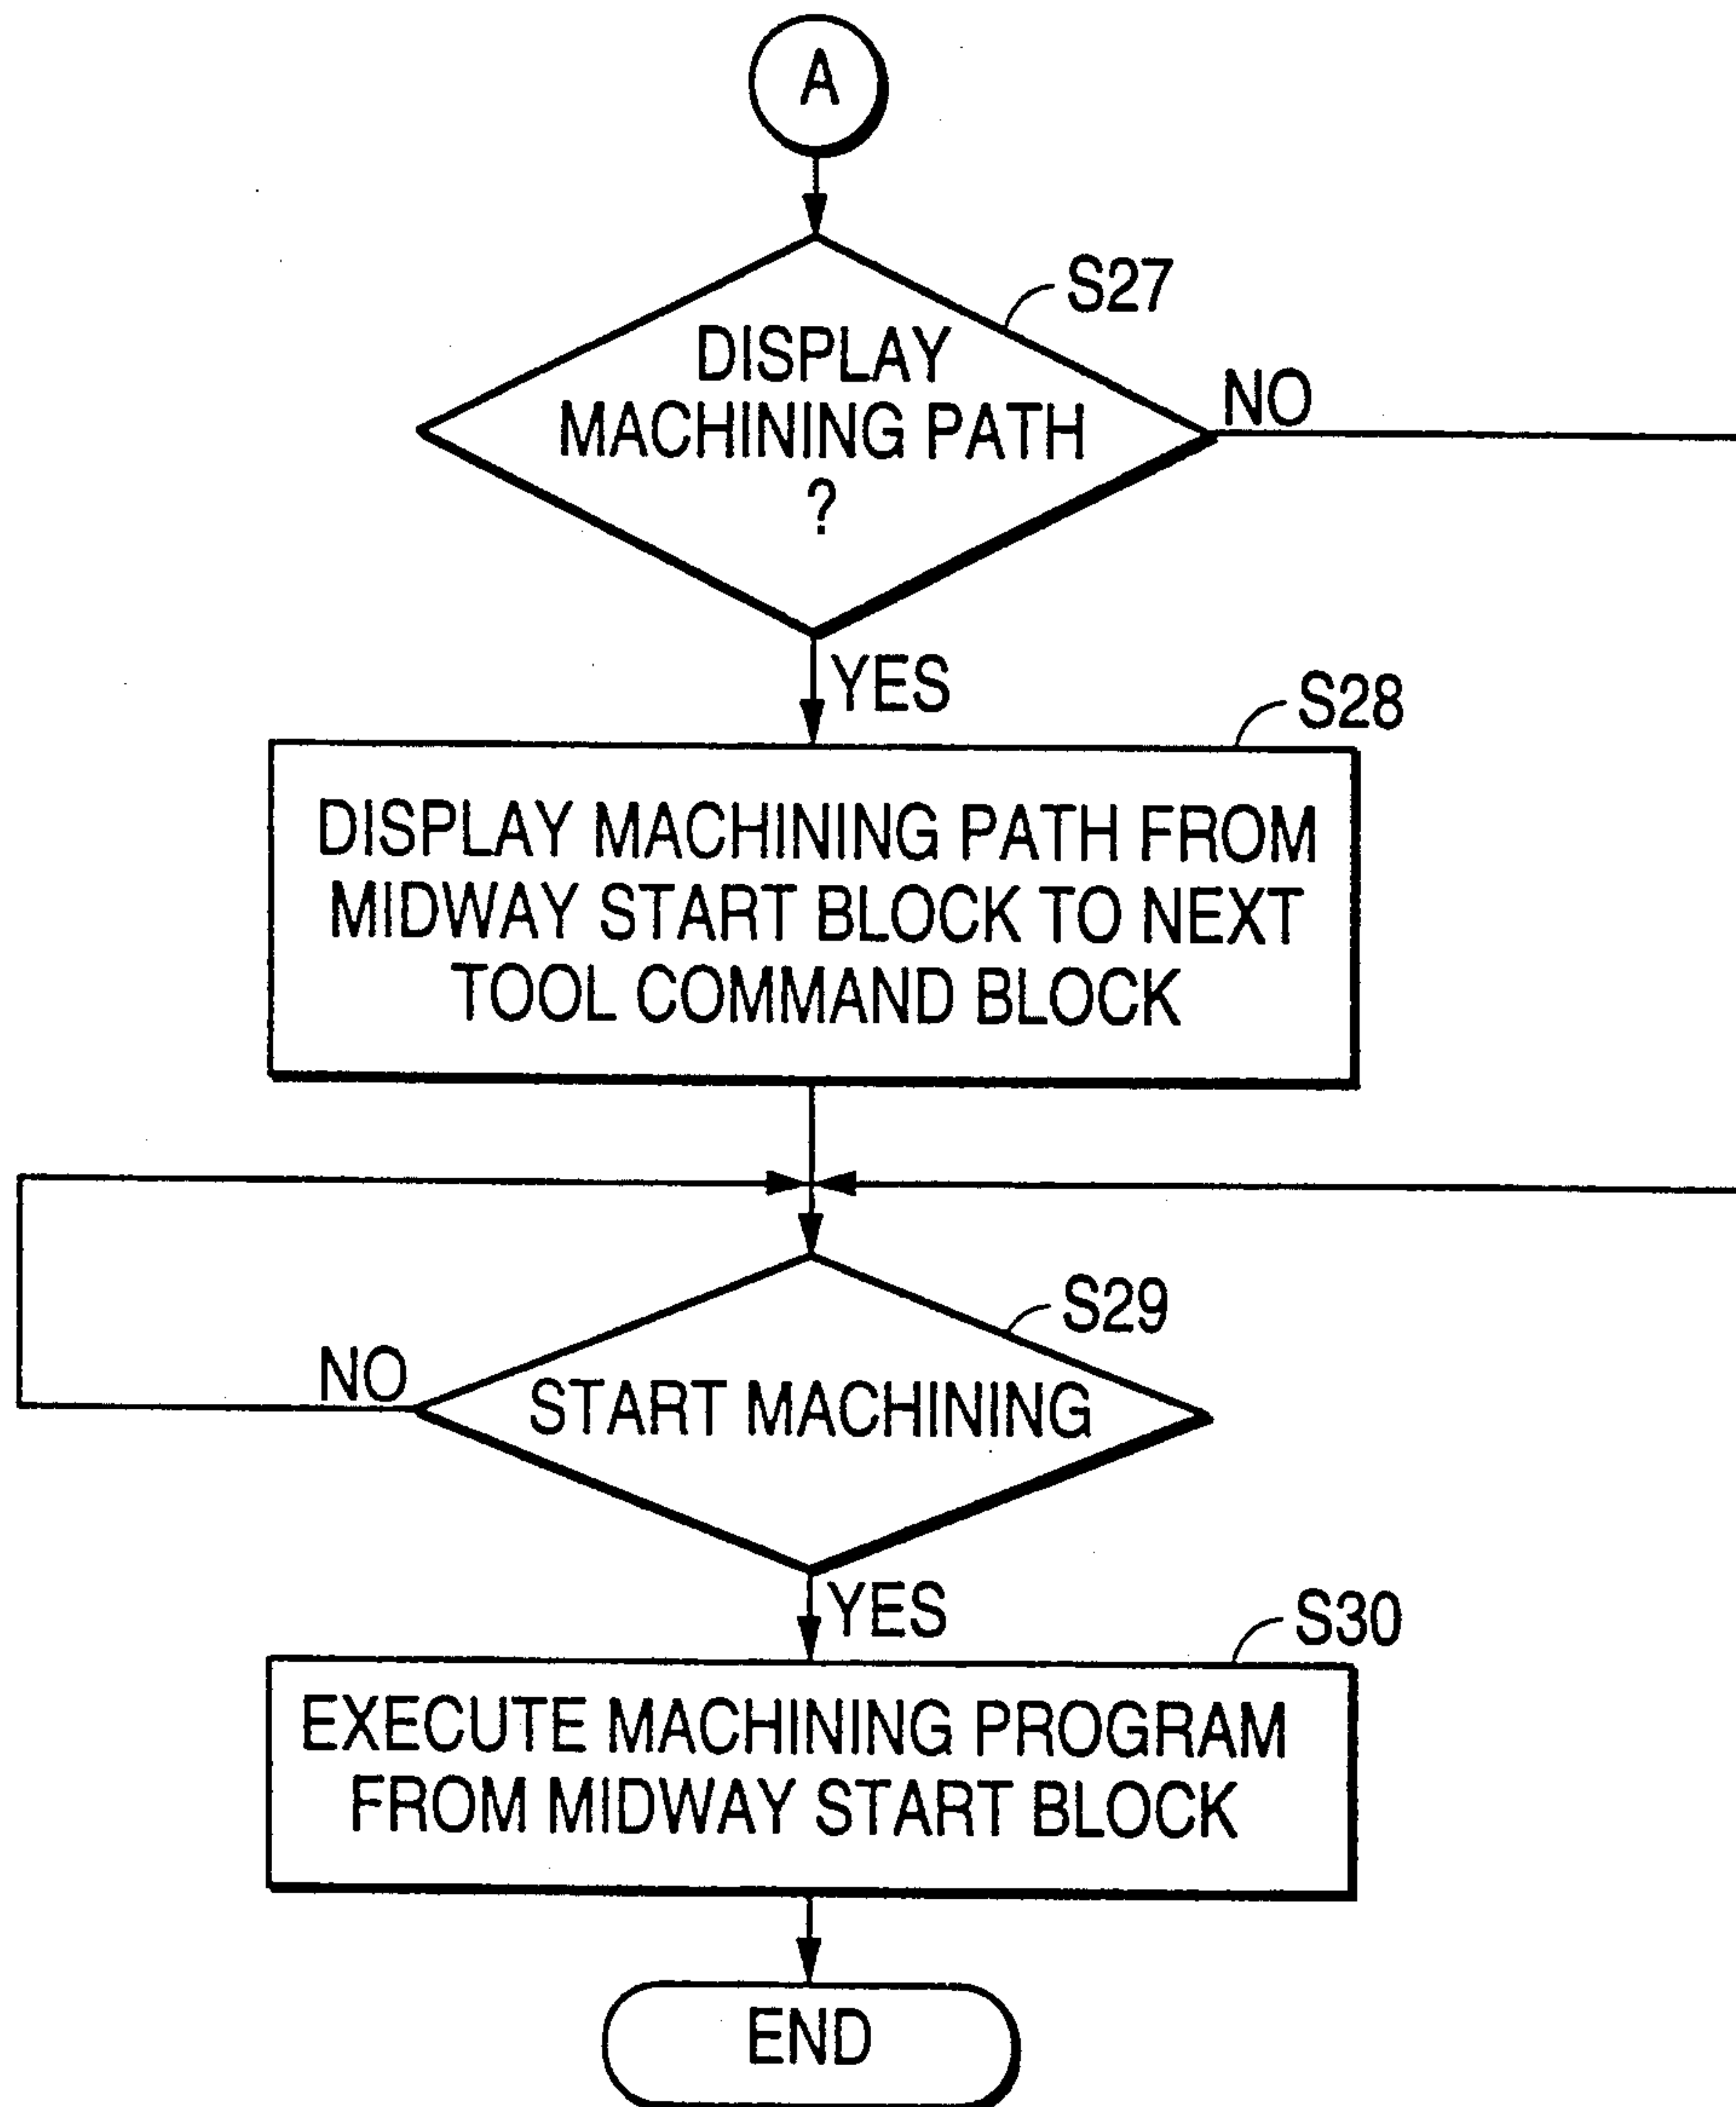 A
S27
DISPLAY
MACHINING PATH
?
NO
YES
S28
DISPLAY MACHINING PATH FROM
MIDWAY START BLOCK TO NEXT
TOOL COMMAND BLOCK
S29
NO
START MACHINING
YES
S30
EXECUTE MACHINING PROGRAM
FROM MIDWAY START BLOCK
END